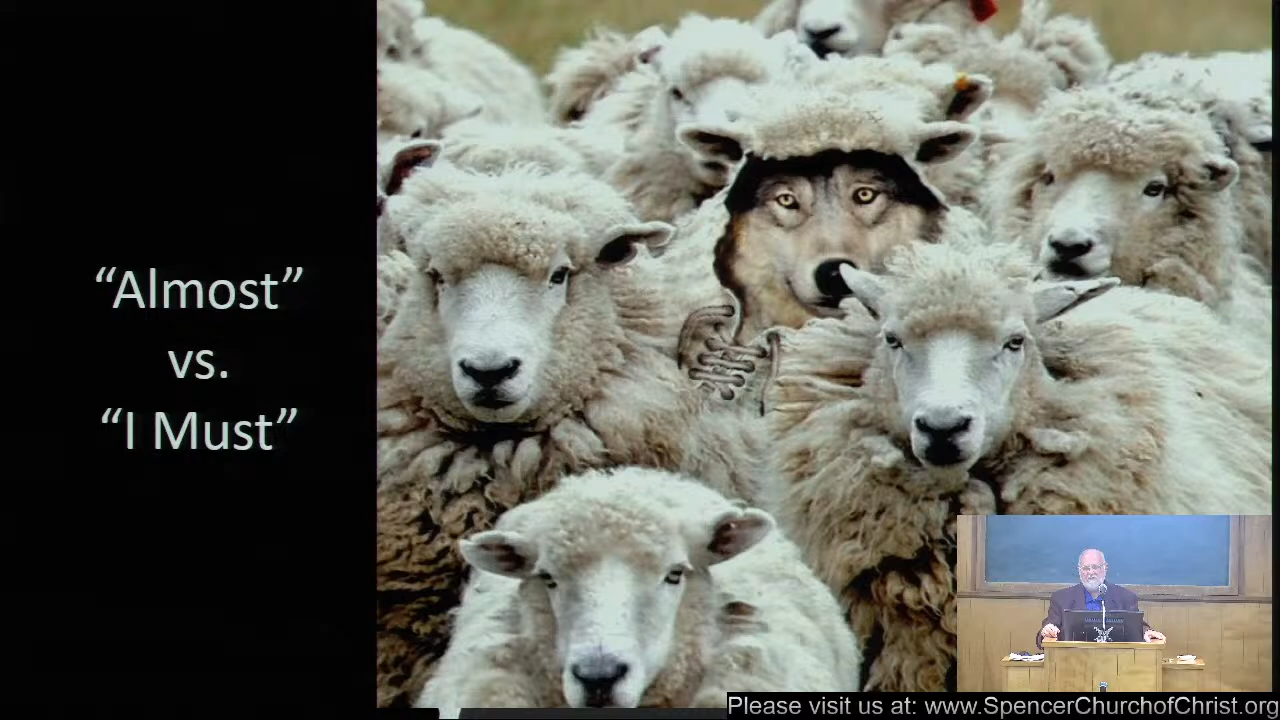 “Almost”
vs.
“I Must”
Please visit us at: www.SpencerChurchofChrist.org